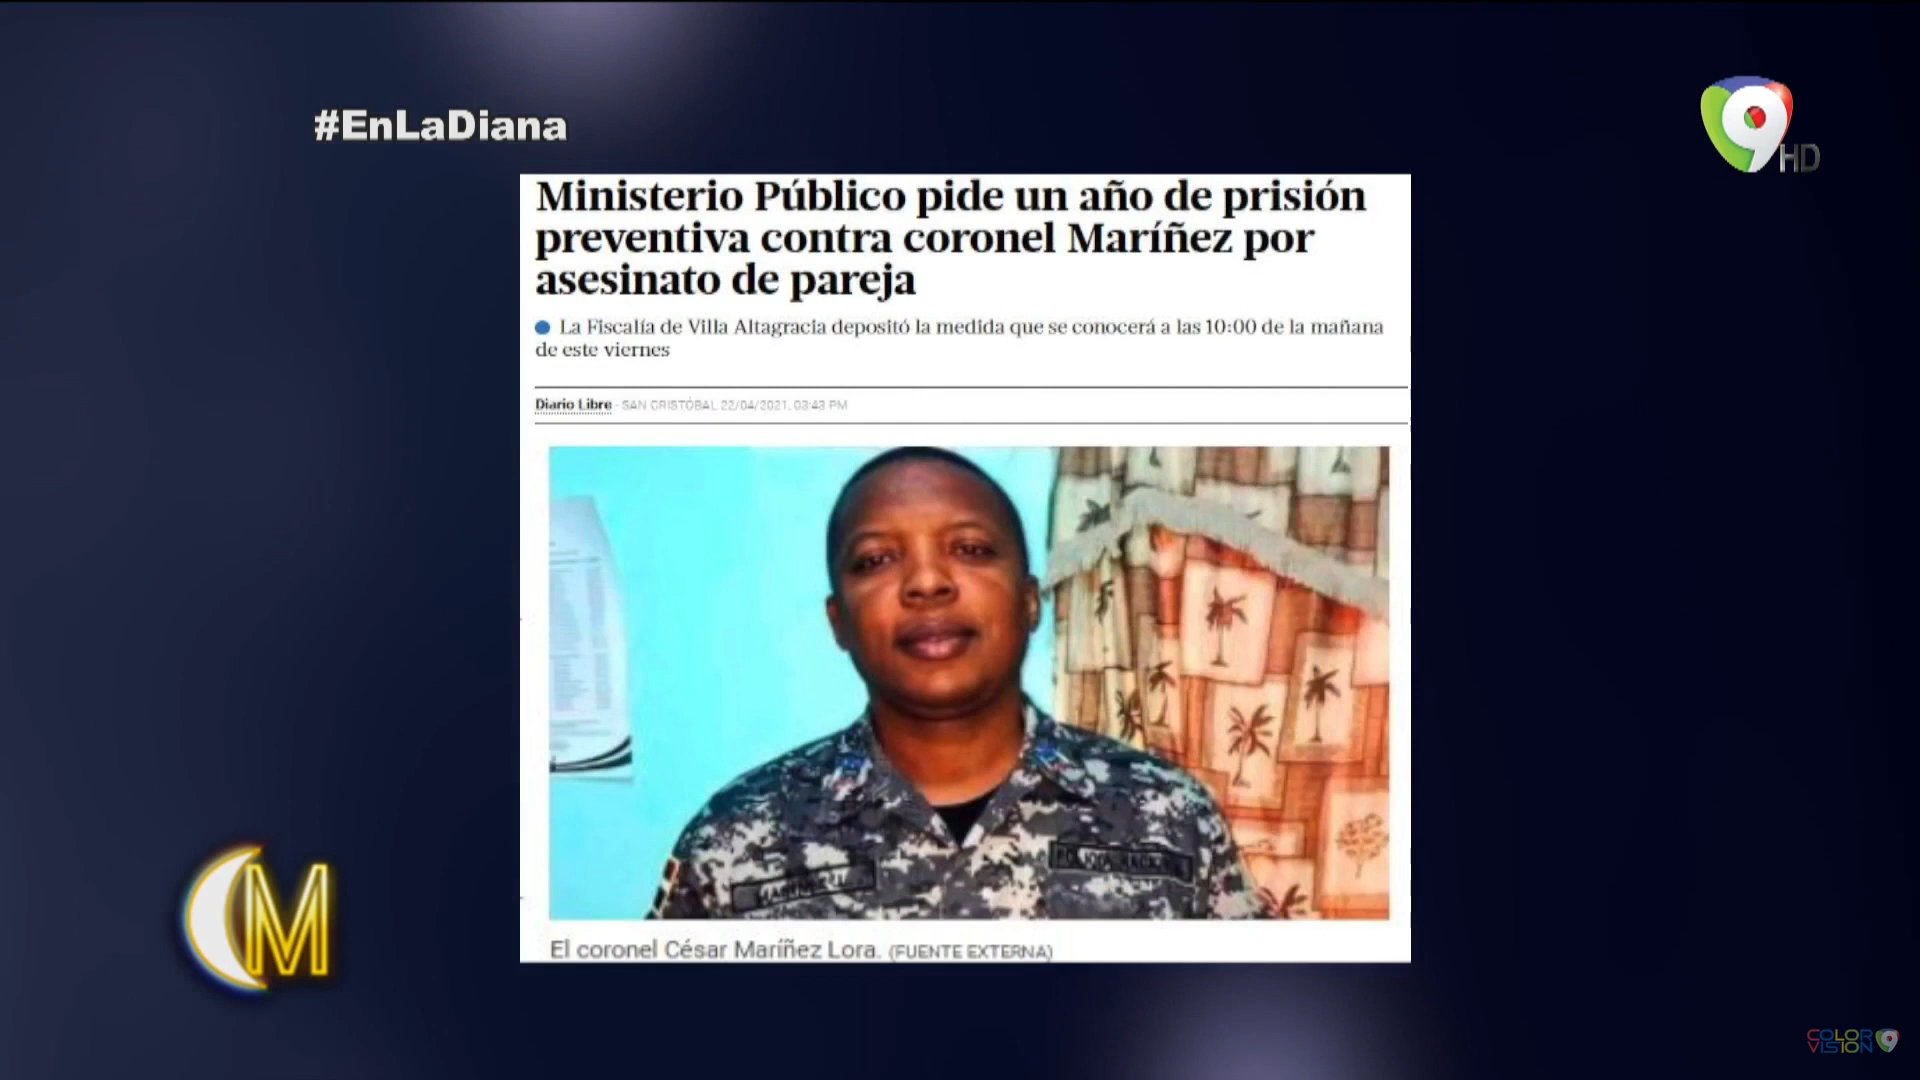 #EnLaDiana
9
HD
Ministerio Público pide un año de prisión
preventiva contra coronel Maríñez por
asesinato de pareja
La Fiscalía de Villa Altagracia depositó la medida que se conocerá a las 10:00 de la mañana
de este viernes
Diario Libre - SAN CRISTÓBAL 22/04/2021, 03:43 PM
El coronel César Maríñez Lora. (FUENTE EXTERNA)
M
COLOR
VISION